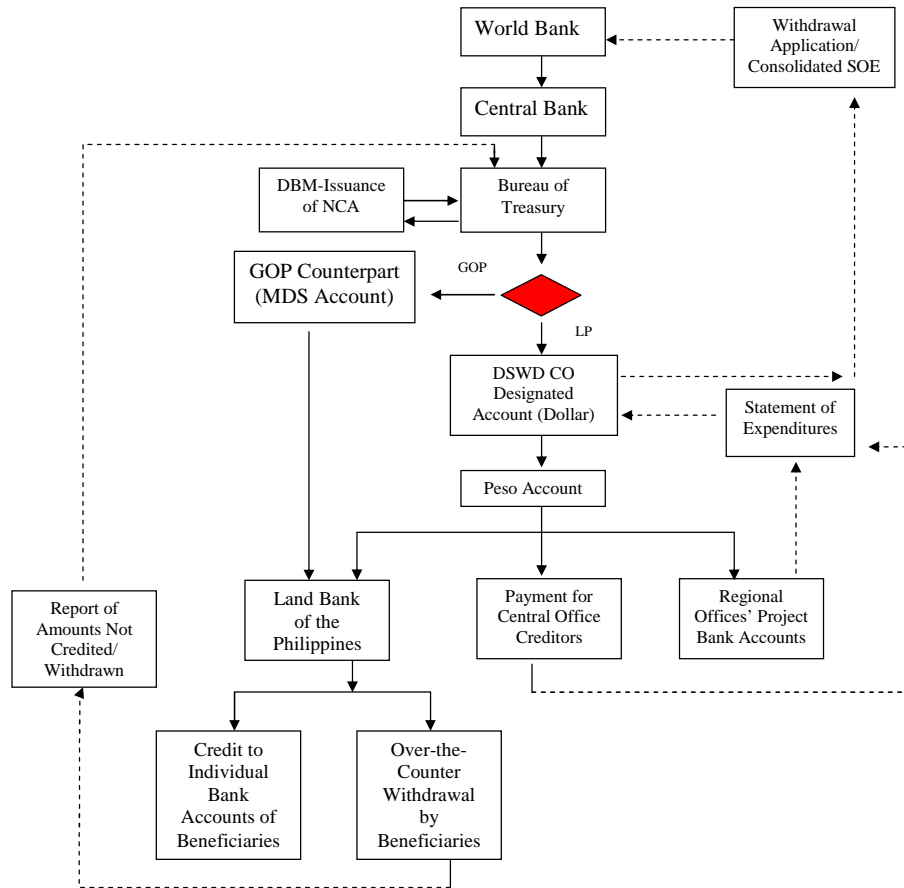 World Bank
Withdrawal
Application/
Consolidated SOE
Central Bank
DBM-Issuance
of NCA
Bureau of
Treasury
GOP Counterpart
(MDS Account)
GOP
LP
DSWD CO
Designated
Account (Dollar)
Statement of
Expenditures
Peso Account
Report of
Amounts Not
Credited/
Withdrawn
Land Bank
of the
Philippines
Payment for
Central Office
Creditors
Regional
Offices’ Project
Bank Accounts
Credit to
Individual
Bank
Accounts of
Beneficiaries
Over-the-
Counter
Withdrawal
by
Beneficiaries